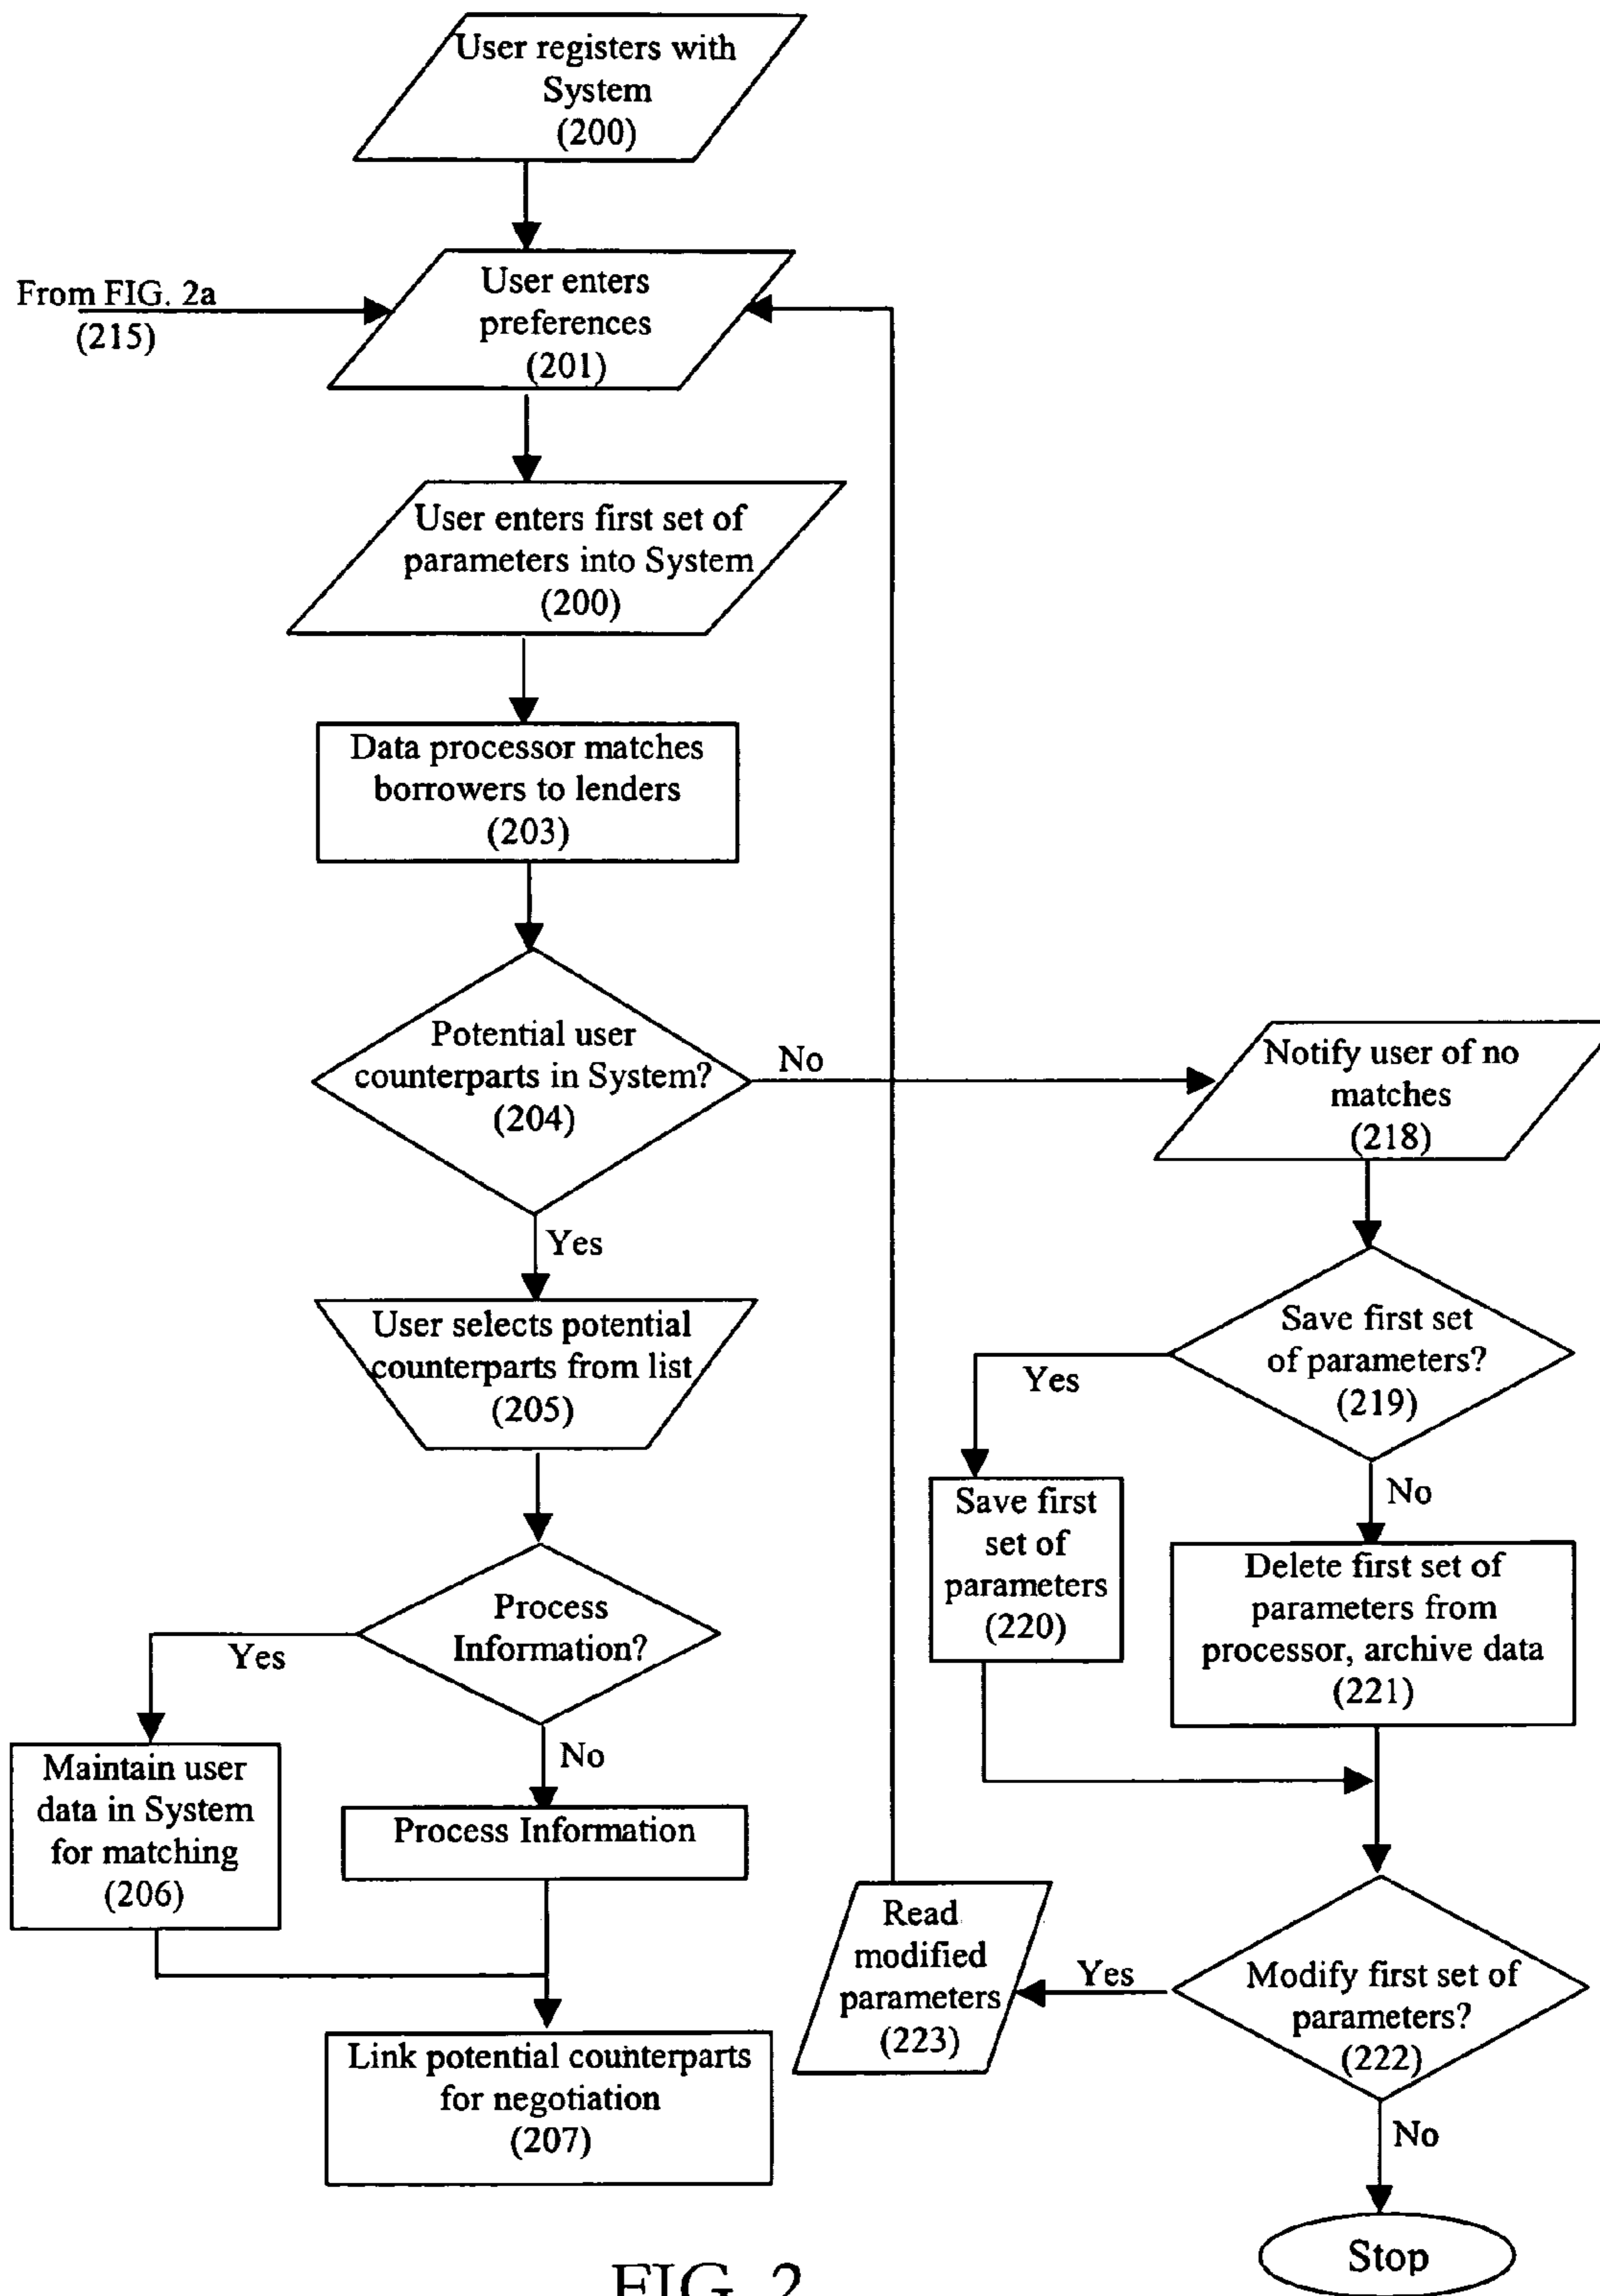 User registers with
System
(200)
From FIG. 2a
(215)
User enters
preferences
(201)
User enters first set of
parameters into System
(200)
Data processor matches
borrowers to lenders
(203)
Potential user
counterparts in System?
(204)
No
Yes
Notify user of no
matches
(218)
User selects potential
counterparts from list
(205)
Save first set
of parameters?
(219)
Yes
No
Save first
set of
parameters
(220)
Delete first set of
parameters from
processor, archive data
(221)
Process
Information?
Yes
No
Maintain user
data in System
for matching
(206)
Process Information
Link potential counterparts
for negotiation
(207)
Read
modified
parameters
(223)
Yes
Modify first set of
parameters?
(222)
No
Stop
FIG. 2